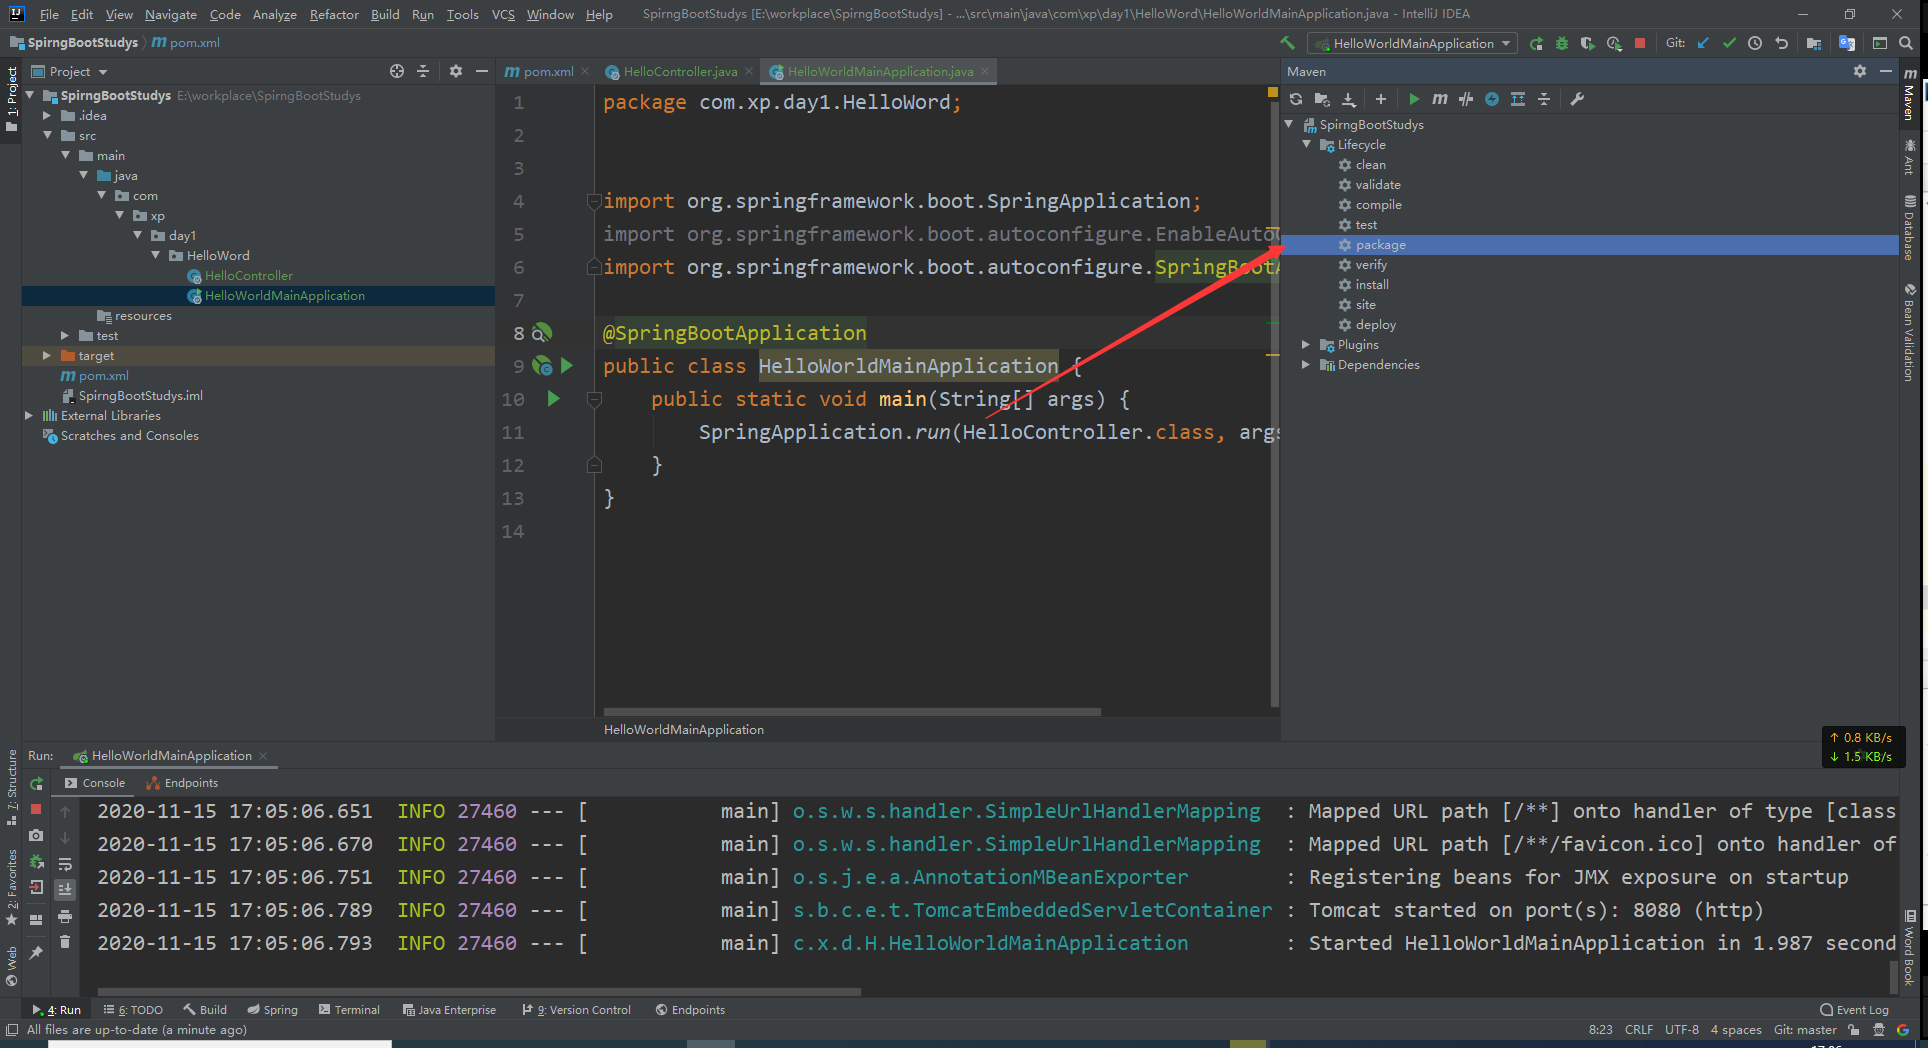 File Edit View Navigate Code Analyze Refactor Build Run Tools VCS Window Help SpirngBootStudys [E:\workplace\SpirngBootStudys] - ...\src\main\java\com\xp\day1\HelloWord\HelloWorldMainApplication.java - IntelliJ IDEA
SpirngBootStudys m pom.xml HelloWorldMainApplication Git:
1: Project
Project
SpirngBootStudys E:\workplace\SpirngBootStudys
.idea
src
main
java
com
xp
day1
HelloWord
HelloController
HelloWorldMainApplication
resources
test
target
m pom.xml
SpirngBootStudys.iml
External Libraries
Scratches and Consoles
m pom.xml HelloController.java HelloWorldMainApplication.java
1 package com.xp.day1.HelloWord;
2
3
4 import org.springframework.boot.SpringApplication;
5 import org.springframework.boot.autoconfigure.EnableAuto
6 import org.springframework.boot.autoconfigure.SpringBootA
7
8 @SpringBootApplication
9 public class HelloWorldMainApplication {
10 public static void main(String[] args) {
11 SpringApplication.run(HelloController.class, args
12 }
13 }
14
HelloWorldMainApplication
Maven
SpirngBootStudys
Lifecycle
clean
validate
compile
test
package
verify
install
site
deploy
Plugins
Dependencies
m Maven
Ant
Database
Bean Validation
Word Book
↑ 0.8 KB/s
↓ 1.5 KB/s
Z: Structure
2: Favorites
Web
Run: HelloWorldMainApplication
Console Endpoints
2020-11-15 17:05:06.651 INFO 27460 --- [ main] o.s.w.s.handler.SimpleUrlHandlerMapping : Mapped URL path [/**] onto handler of type [class
2020-11-15 17:05:06.670 INFO 27460 --- [ main] o.s.w.s.handler.SimpleUrlHandlerMapping : Mapped URL path [/**/favicon.ico] onto handler of
2020-11-15 17:05:06.751 INFO 27460 --- [ main] o.s.j.e.a.AnnotationMBeanExporter : Registering beans for JMX exposure on startup
2020-11-15 17:05:06.789 INFO 27460 --- [ main] s.b.c.e.t.TomcatEmbeddedServletContainer : Tomcat started on port(s): 8080 (http)
2020-11-15 17:05:06.793 INFO 27460 --- [ main] c.x.d.H.HelloWorldMainApplication : Started HelloWorldMainApplication in 1.987 second
4: Run 6: TODO Build Spring Terminal Java Enterprise 9: Version Control Endpoints Event Log
All files are up-to-date (a minute ago) 8:23 CRLF UTF-8 4 spaces Git: master